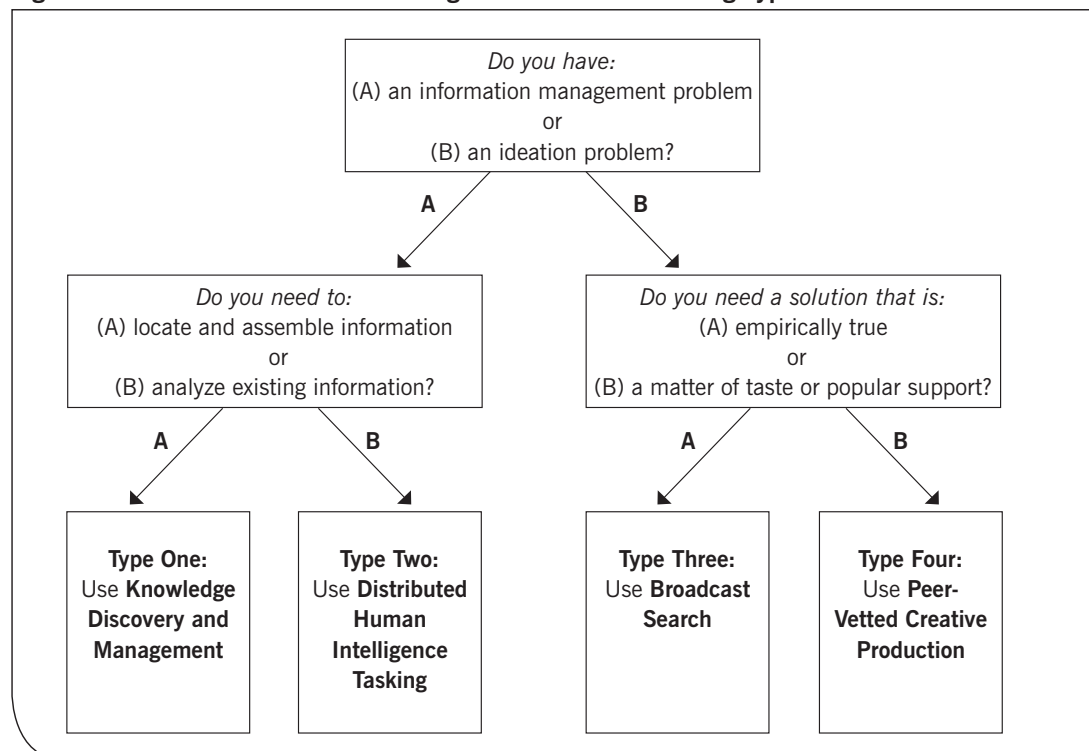 Do you have:
(A) an information management problem
or
(B) an ideation problem?
A
B
Do you need to:
(A) locate and assemble information
or
(B) analyze existing information?
Do you need a solution that is:
(A) empirically true
or
(B) a matter of taste or popular support?
A
B
A
B
Type One:
Use Knowledge
Discovery and
Management
Type Two:
Use Distributed
Human
Intelligence
Tasking
Type Three:
Use Broadcast
Search
Type Four:
Use Peer-
Vetted Creative
Production